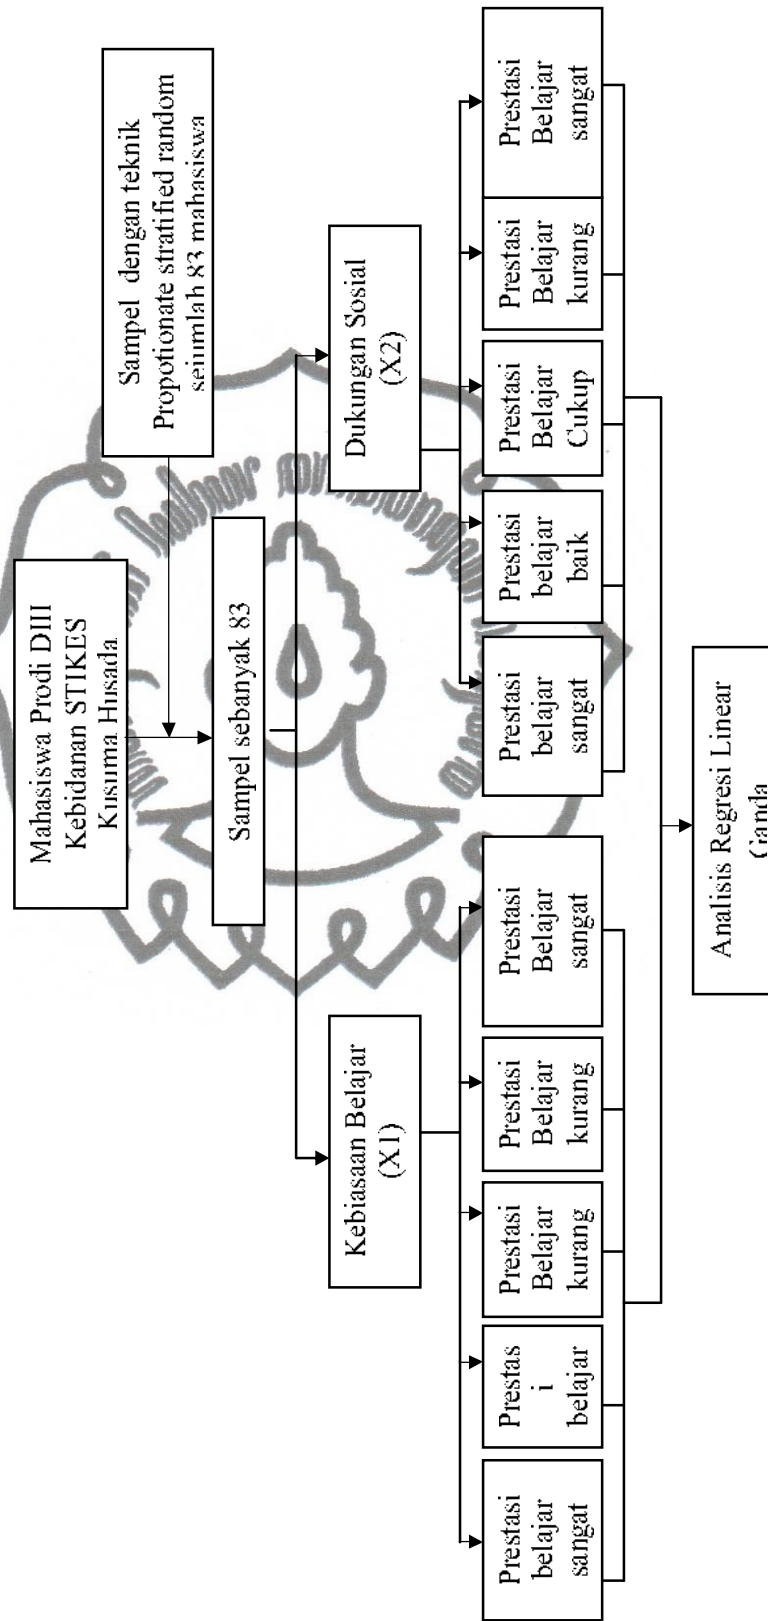 Mahasiswa Prodi DIII
Kebidanan STIKES
Kusuma Husada
Sampel dengan teknik
Propotionate stratified random
sejumlah 83 mahasiswa
Sampel sebanyak 83
Kebiasaan Belajar
(X1)
Dukungan Sosial
(X2)
Prestasi
belajar
sangat
Prestas
i
belajar
Prestasi
Belajar
kurang
Prestasi
Belajar
kurang
Prestasi
Belajar
sangat
Prestasi
belajar
sangat
Prestasi
belajar
baik
Prestasi
Belajar
Cukup
Prestasi
Belajar
kurang
Prestasi
Belajar
sangat
Analisis Regresi Linear
Ganda